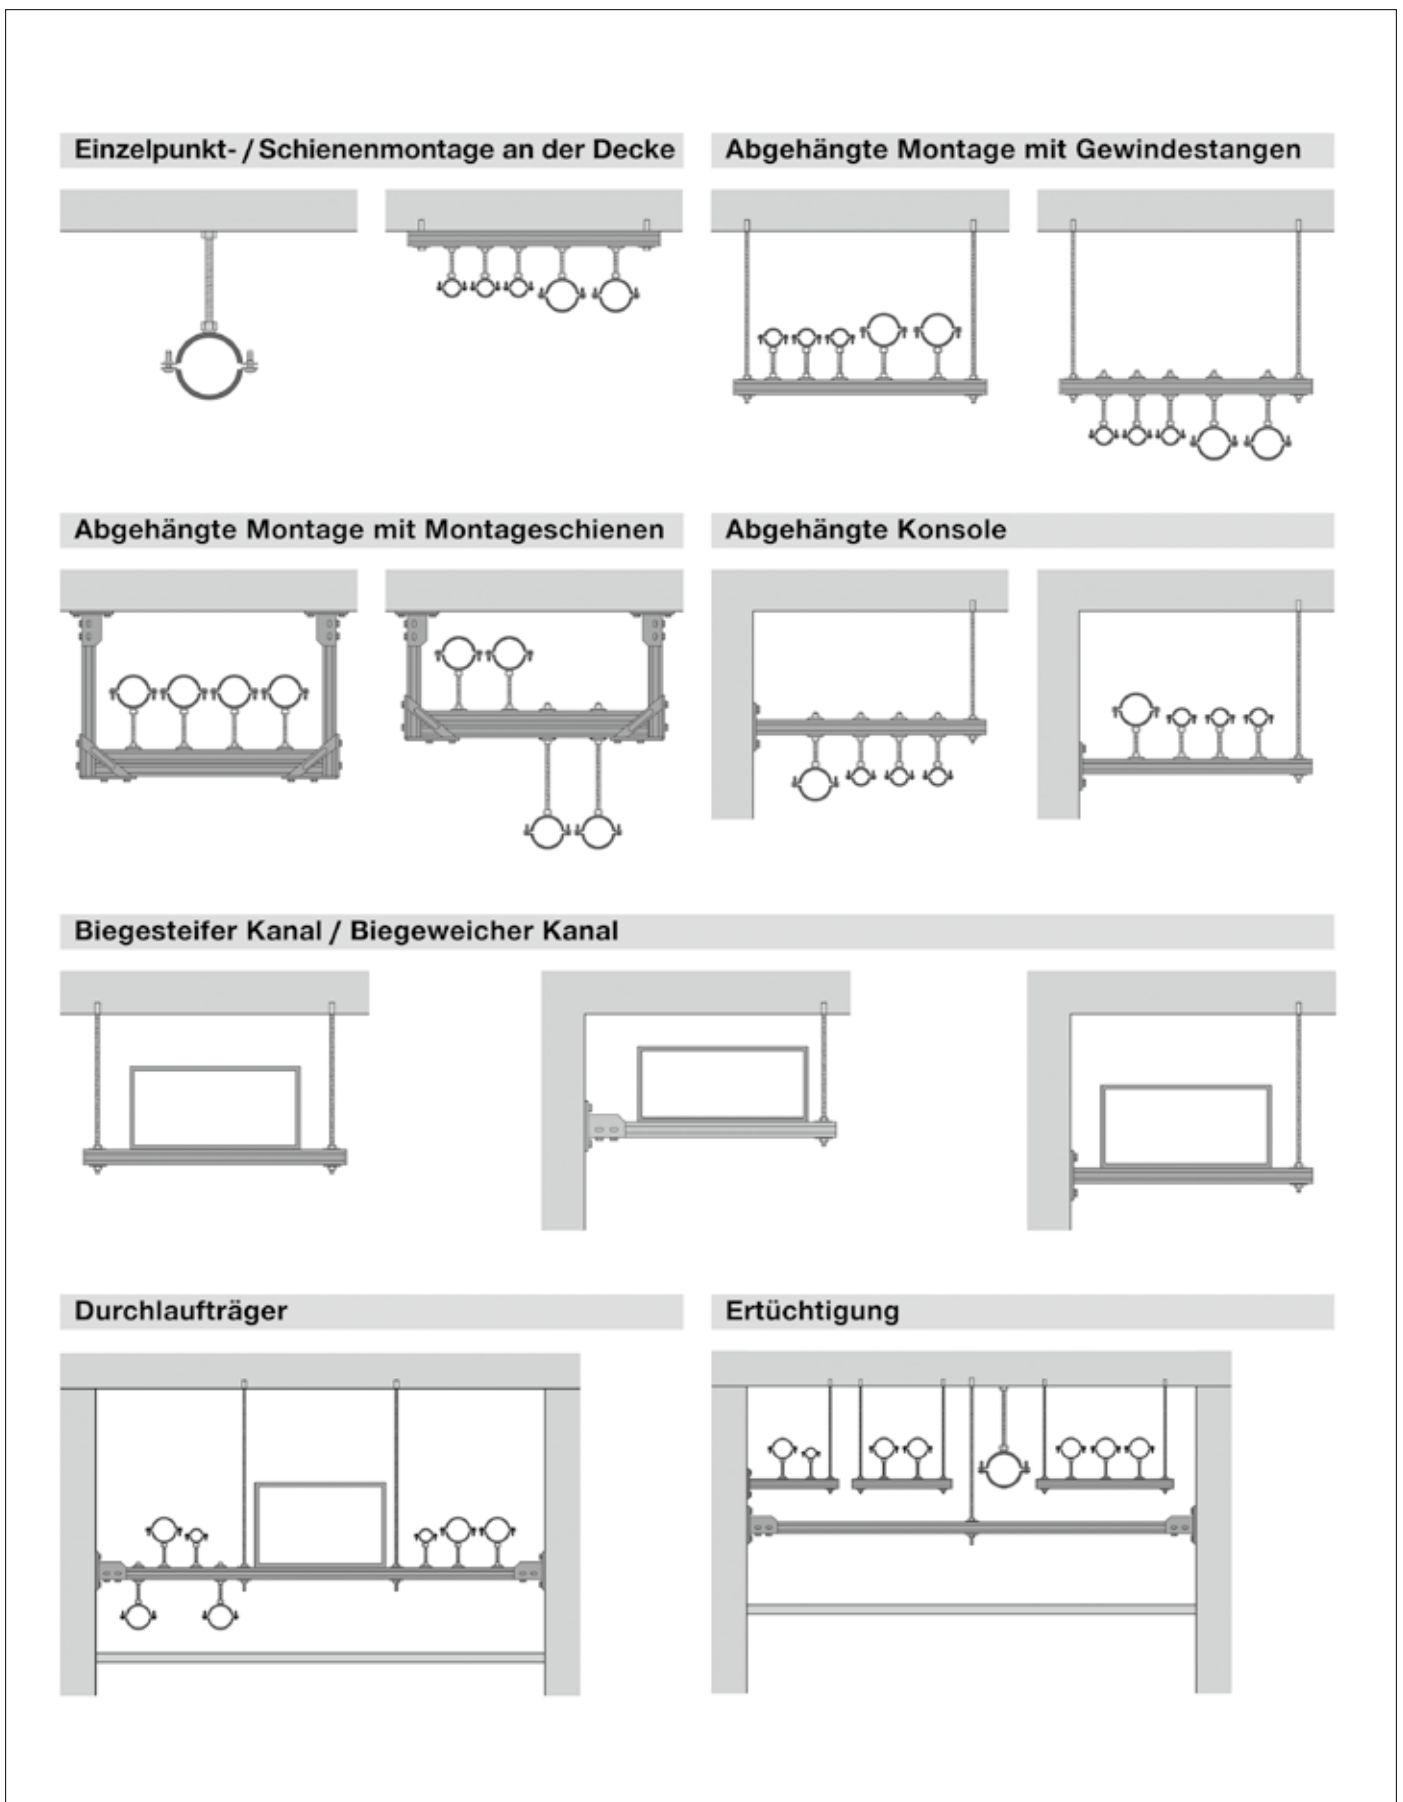 Einzelpunkt- / Schienenmontage an der Decke
Abgehängte Montage mit Gewindestangen
Abgehängte Montage mit Montageschienen
Abgehängte Konsole
Biegesteifer Kanal / Biegeweicher Kanal
Durchlaufträger
Ertüchtigung